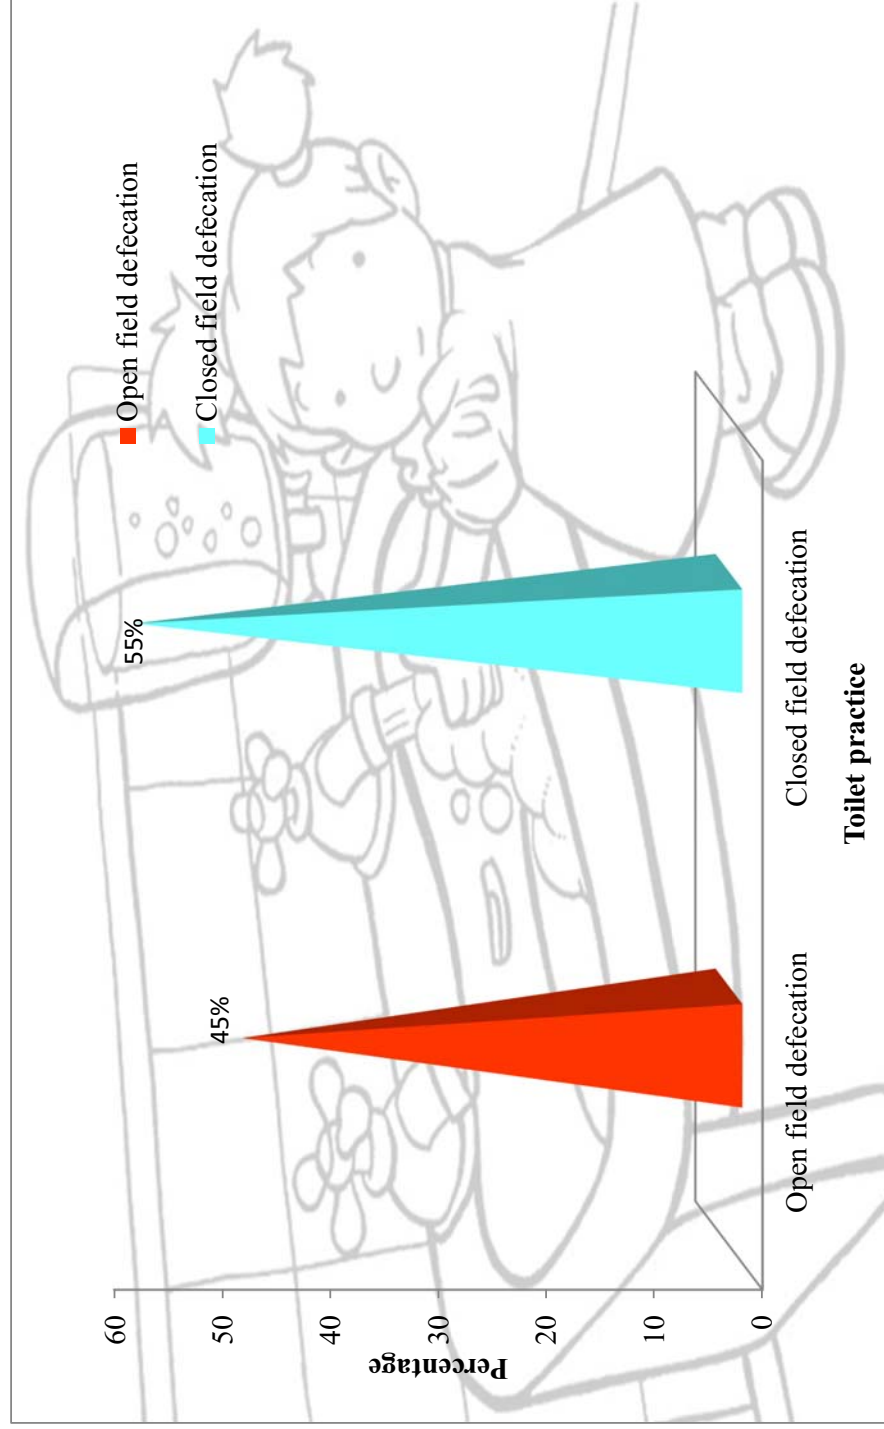 Open field defecation
Closed field defecation
55%
45%
60
50
40
30
20
10
0
Percentage
Open field defecation
Closed field defecation
Toilet practice